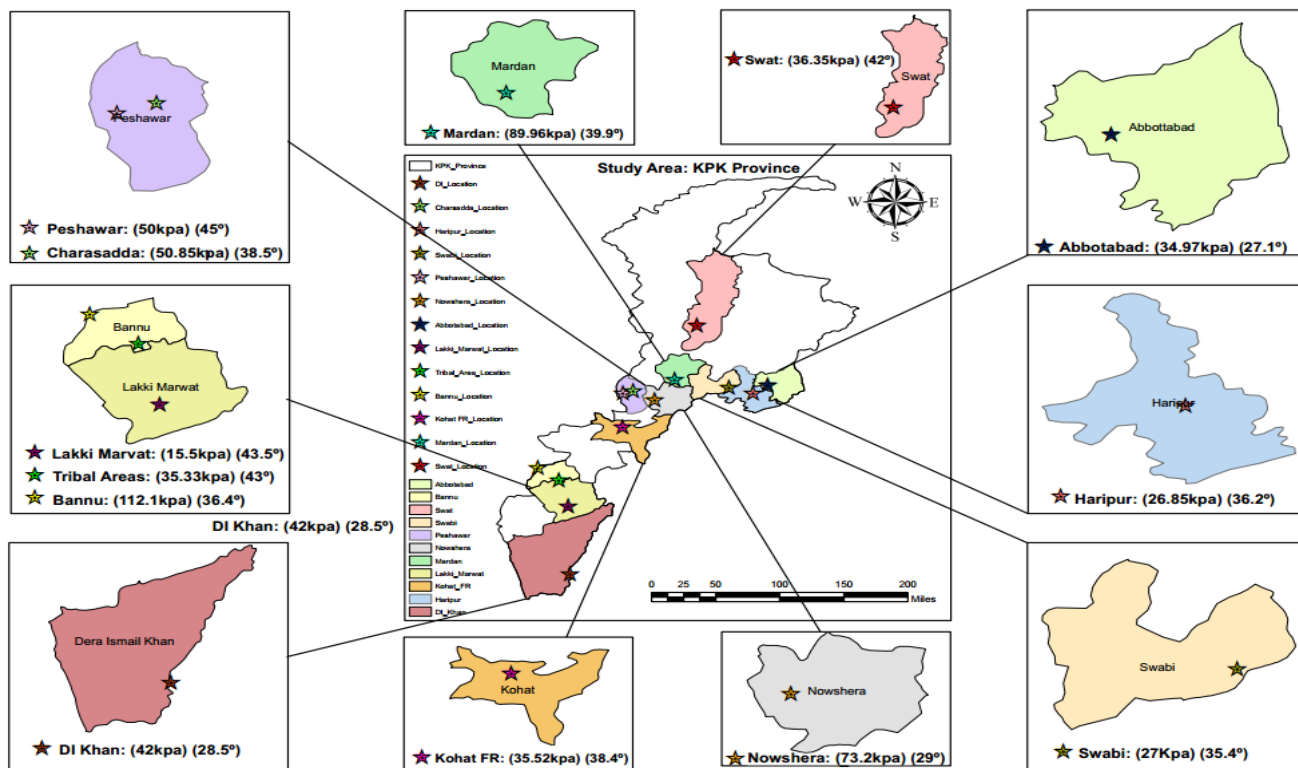 Peshawar
Peshawar: (50kpa) (45º)
Charasadda: (50.85kpa) (38.5º)
Mardan
Mardan: (89.96kpa) (39.9º)
Swat: (36.35kpa) (42º)
Swat
Abbottabad
Abbotabad: (34.97kpa) (27.1º)
Study Area: KPK Province
N
W
E
S
KPK_Province
DI_Location
Charasadda_Location
Haripur_Location
Swabi_Location
Peshawar_Location
Nowshera_Location
Abbotabad_Location
Lakki_Marwat_Location
Tribal_Area_Location
Bannu_Location
Kohat FR_Location
Mardan_Location
Swat_Location
Abbottabad
Bannu
Swat
Swabi
Peshawar
Nowshera
Mardan
Lakki_Marwat
Kohat_FR
Haripur
DI_Khan
0 25 50 100 150 200
Miles
Bannu
Lakki Marwat
Lakki Marvat: (15.5kpa) (43.5º)
Tribal Areas: (35.33kpa) (43º)
Bannu: (112.1kpa) (36.4º)
DI Khan: (42kpa) (28.5º)
Haripur
Haripur: (26.85kpa) (36.2º)
Dera Ismail Khan
DI Khan: (42kpa) (28.5º)
Kohat
Kohat FR: (35.52kpa) (38.4º)
Nowshera
Nowshera: (73.2kpa) (29º)
Swabi
Swabi: (27Kpa) (35.4º)